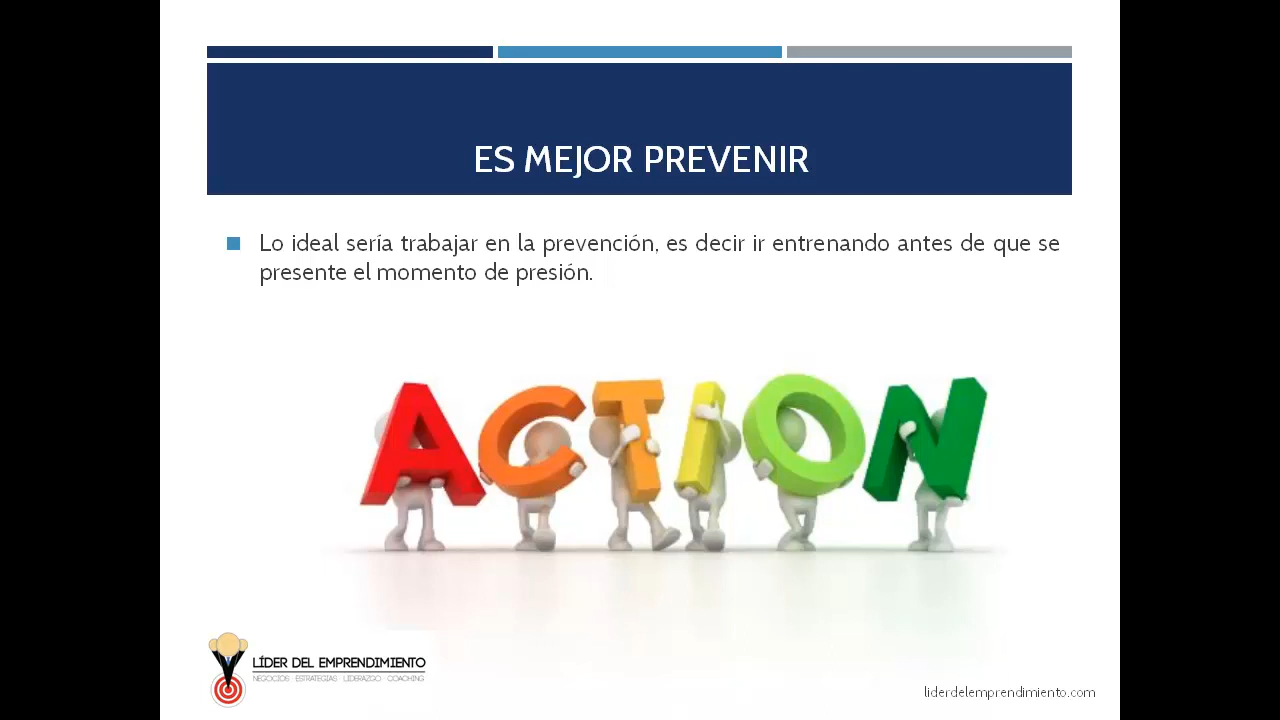 ES MEJOR PREVENIR
Lo ideal sería trabajar en la prevención, es decir ir entrenando antes de que se
presente el momento de presión.
ACTION
LÍDER DEL EMPRENDIMIENTO
NEGOCIOS · ESTRATEGIAS · LIDERAZGO · COACHING
liderdelemprendimiento.com